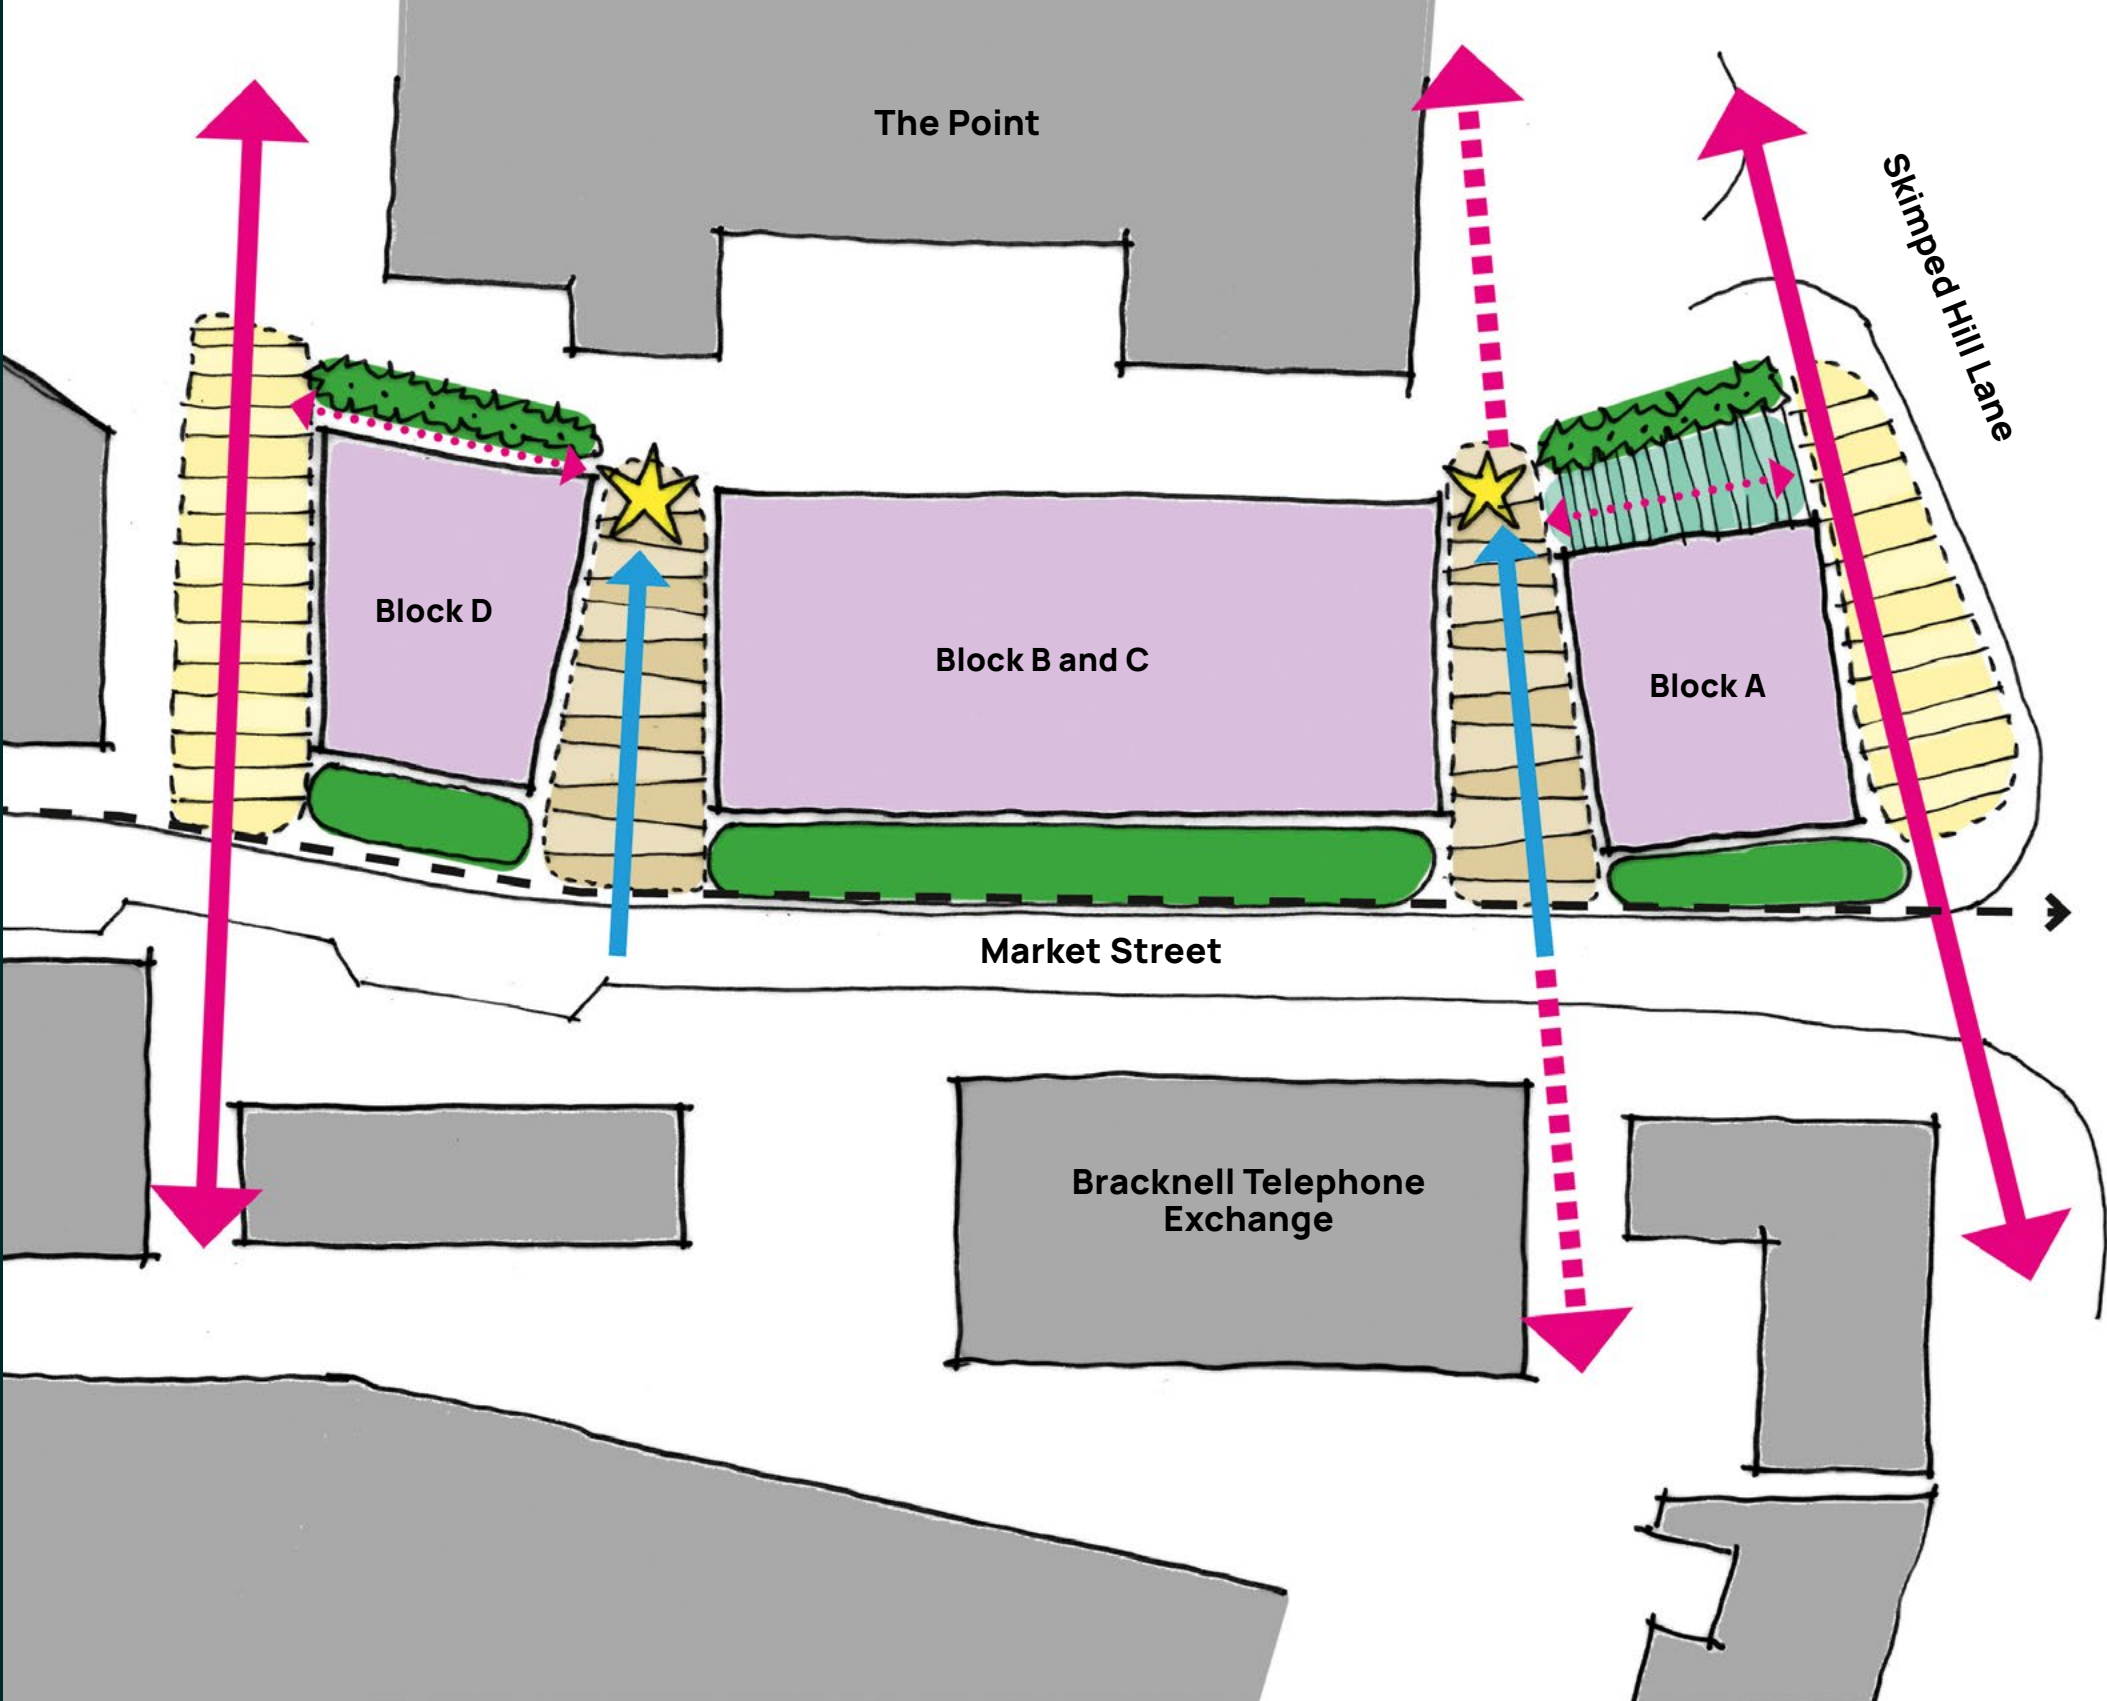 The Point
Skimped Hill Lane
Block D
Block B and C
Block A
Market Street
Bracknell Telephone
Exchange